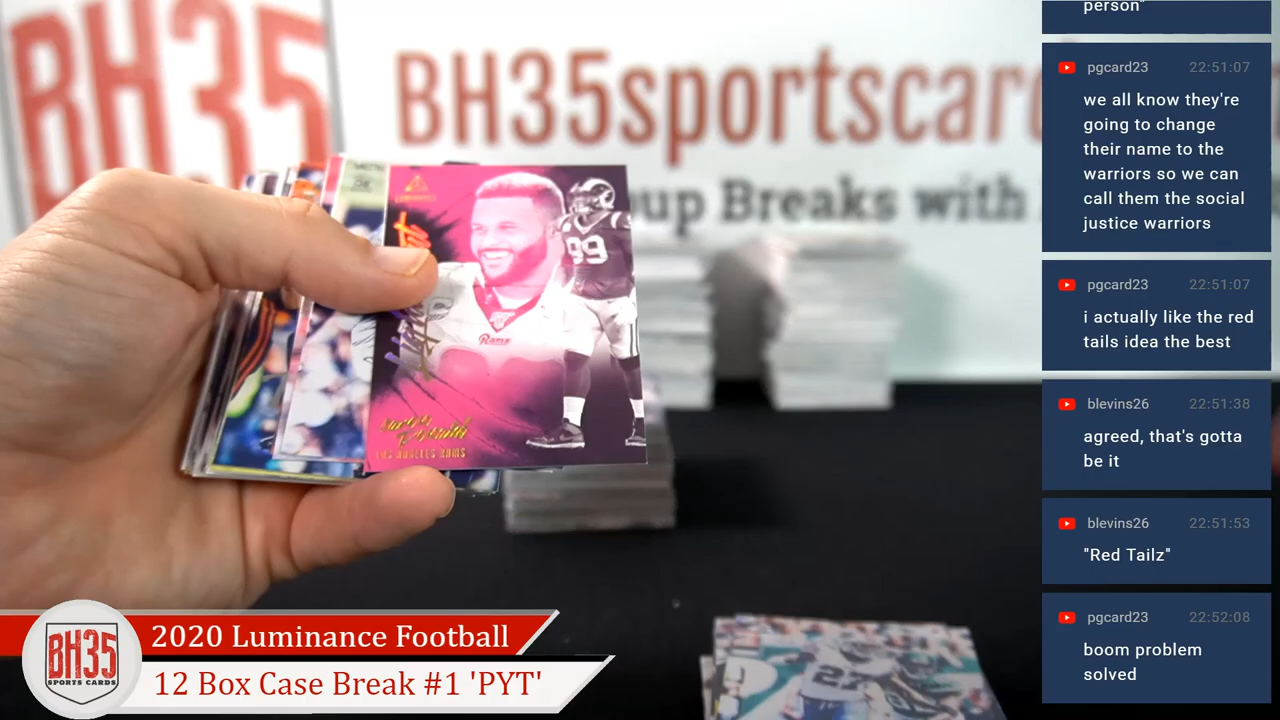 BH35
BH35sportscar
up Breaks with
LUMINANCE
99
Rams
LOS ANGELES RAMS
21
BH35
SPORTS CARDS
2020 Luminance Football
12 Box Case Break #1 'PYT'
person"
pgcard23 22:51:07
we all know they're
going to change
their name to the
warriors so we can
call them the social
justice warriors
pgcard23 22:51:07
i actually like the red
tails idea the best
blevins26 22:51:38
agreed, that's gotta
be it
blevins26 22:51:53
"Red Tailz"
pgcard23 22:52:08
boom problem
solved